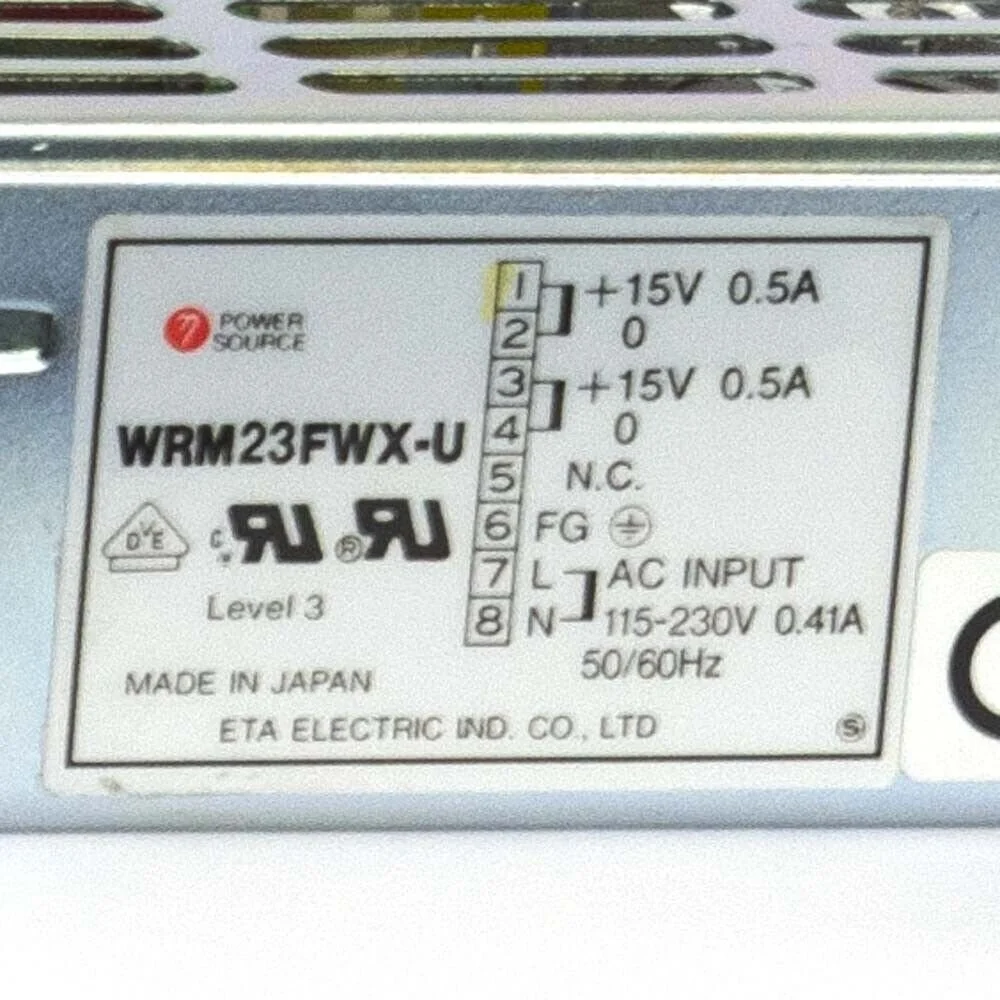 η POWER
SOURCE
WRM23FWX-U
D V E
c RU ® RU
Level 3
1 +15V 0.5A
2 0
3 +15V 0.5A
4 0
5 N.C.
6 FG
7 L AC INPUT
8 N 115-230V 0.41A
50/60Hz
MADE IN JAPAN
ETA ELECTRIC IND. CO., LTD
S